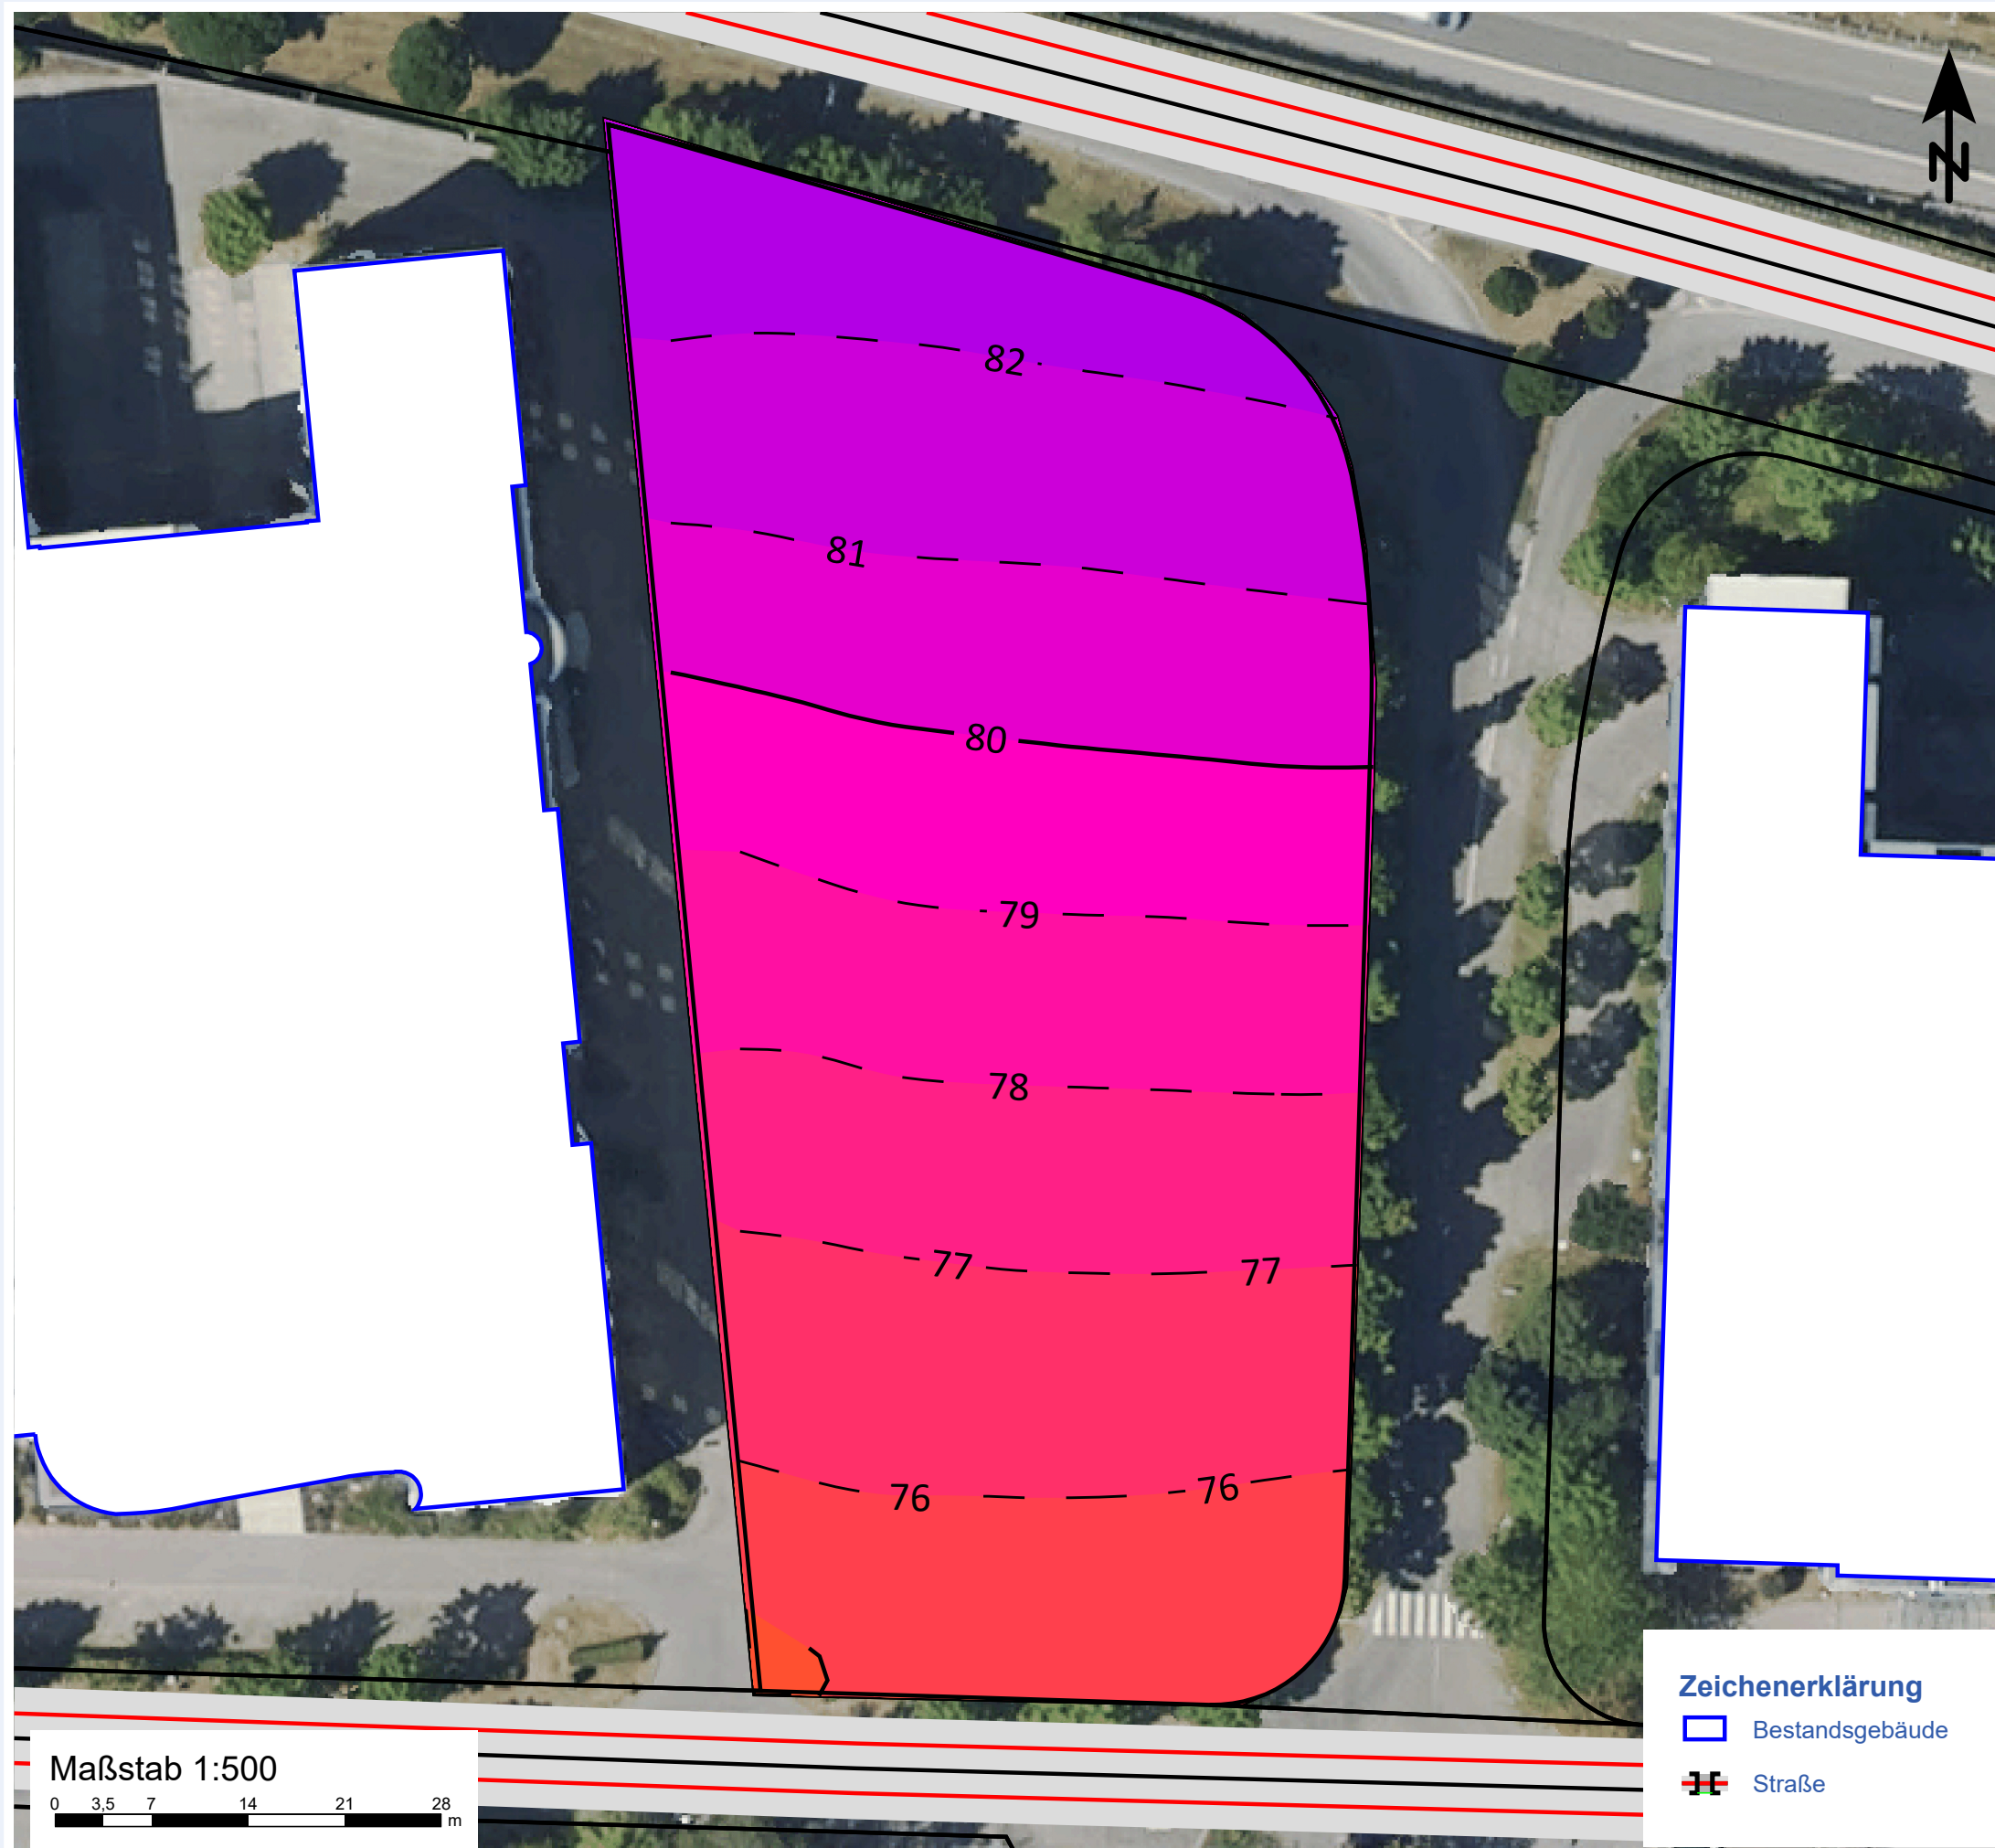 N
82
81
80
79
78
77 77
76 76
Zeichenerklärung
Bestandsgebäude
Straße
Maßstab 1:500
0 3,5 7 14 21 28
m